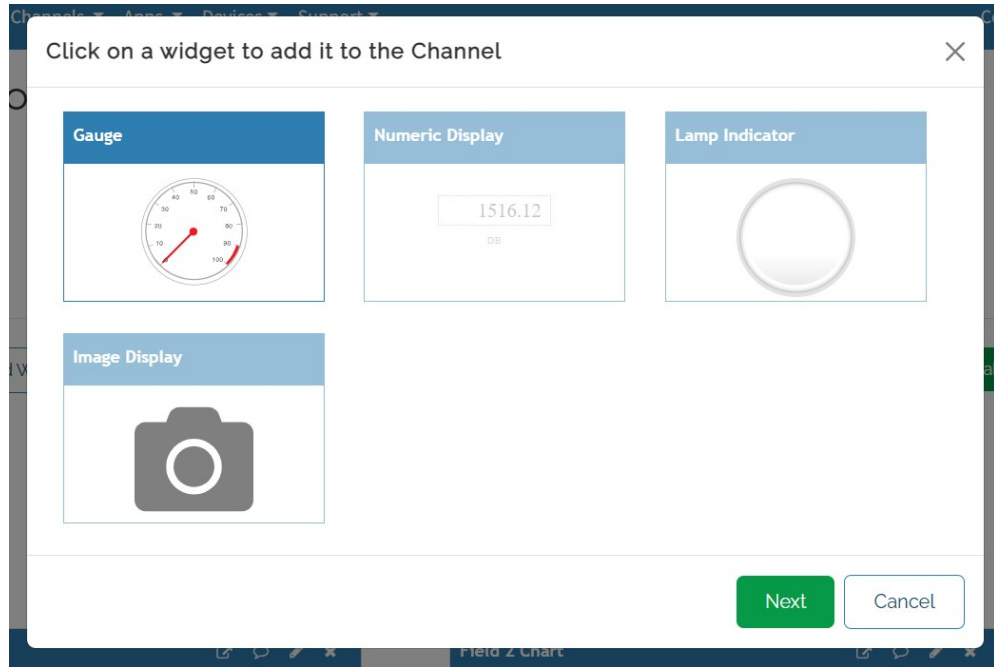 Channels Apps Devices Support
Click on a widget to add it to the Channel
Gauge
Numeric Display
Lamp Indicator
50
40 60
30 70
20 80
10 90
0 100
1516.12
DB
Image Display
Next
Cancel
Field 2 Chart